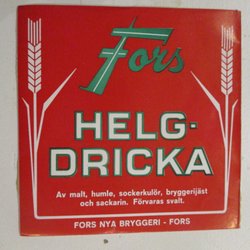 Fors
HELG-
DRICKA
Av malt, humle, sockerkulör, bryggerijäst
och sackarin. Förvaras svalt.
FORS NYA BRYGGERI - FORS